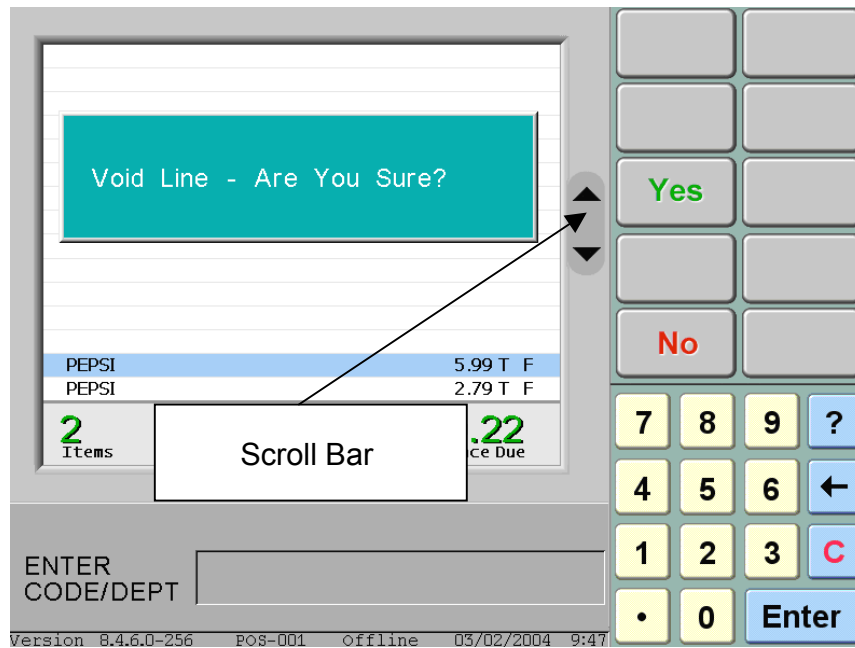 Void Line - Are You Sure?
Yes
No
PEPSI 5.99 T F
PEPSI 2.79 T F
2 .22
Items ce Due
Scroll Bar
7 8 9 ?
4 5 6 ←
1 2 3 C
• 0 Enter
ENTER
CODE/DEPT
Version 8.4.6.0-256 POS-001 Offline 03/02/2004 9:47